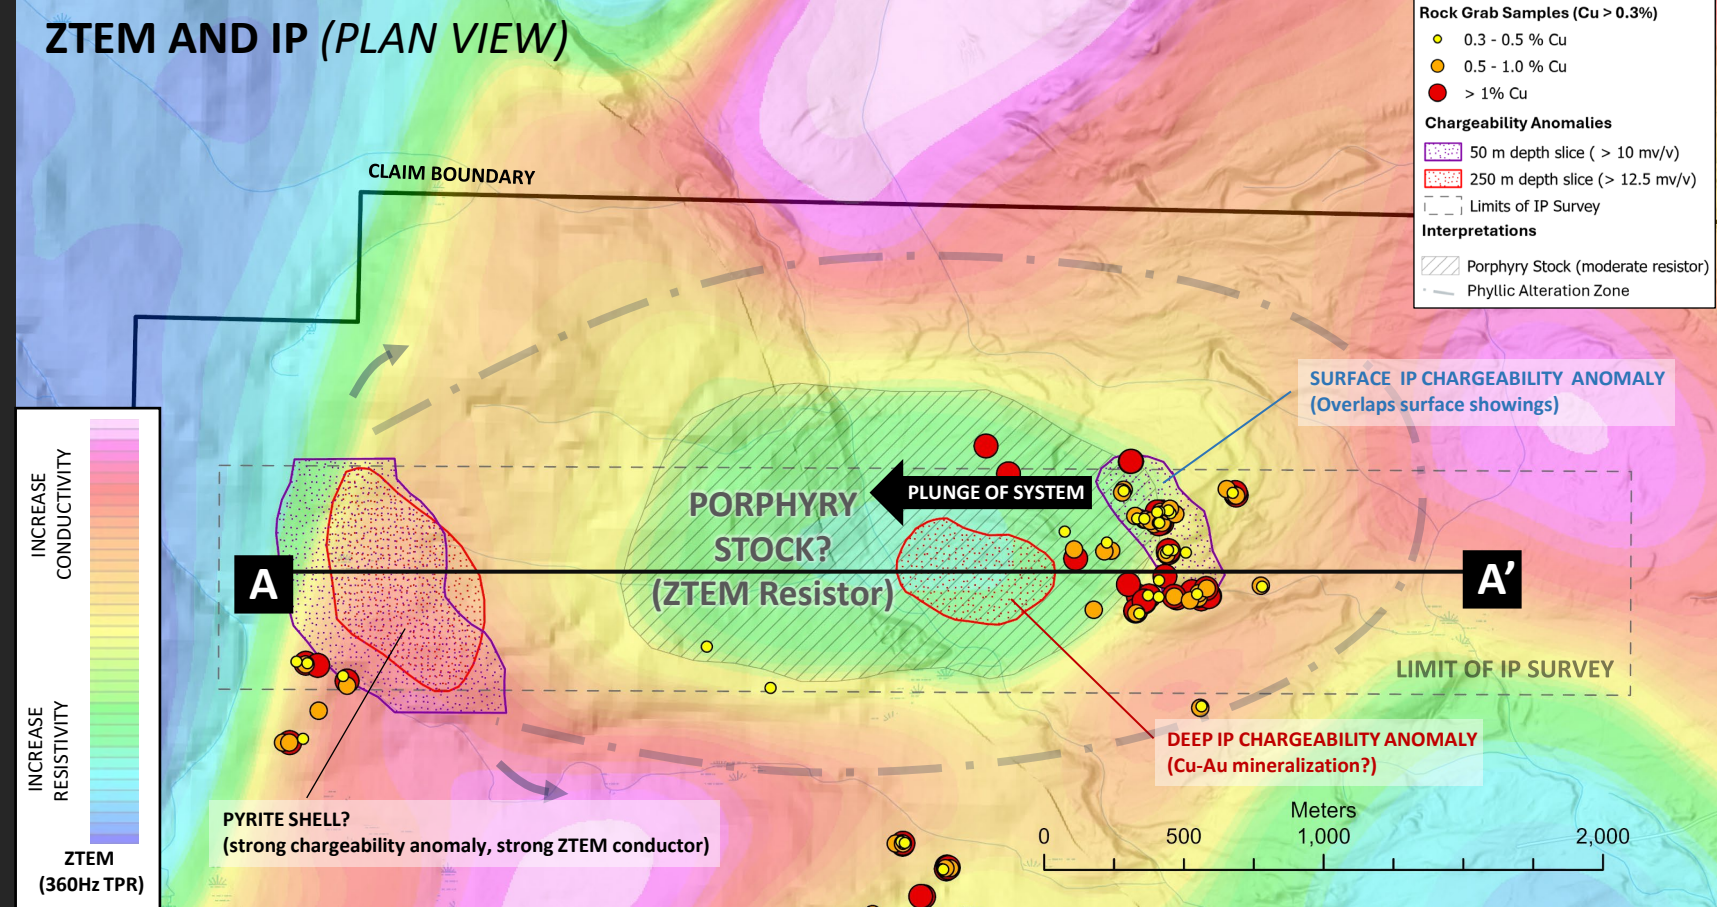 ZTEM AND IP (PLAN VIEW)
Rock Grab Samples (Cu > 0.3%)
0.3 - 0.5 % Cu
0.5 - 1.0 % Cu
> 1% Cu
Chargeability Anomalies
50 m depth slice ( > 10 mv/v)
250 m depth slice (> 12.5 mv/v)
Limits of IP Survey
Interpretations
Porphyry Stock (moderate resistor)
Phyllic Alteration Zone
CLAIM BOUNDARY
SURFACE IP CHARGEABILITY ANOMALY
(Overlaps surface showings)
INCREASE
CONDUCTIVITY
INCREASE
RESISTIVITY
ZTEM
(360Hz TPR)
PLUNGE OF SYSTEM
PORPHYRY
STOCK?
(ZTEM Resistor)
A
A’
LIMIT OF IP SURVEY
DEEP IP CHARGEABILITY ANOMALY
(Cu-Au mineralization?)
PYRITE SHELL?
(strong chargeability anomaly, strong ZTEM conductor)
Meters
0 500 1,000 2,000